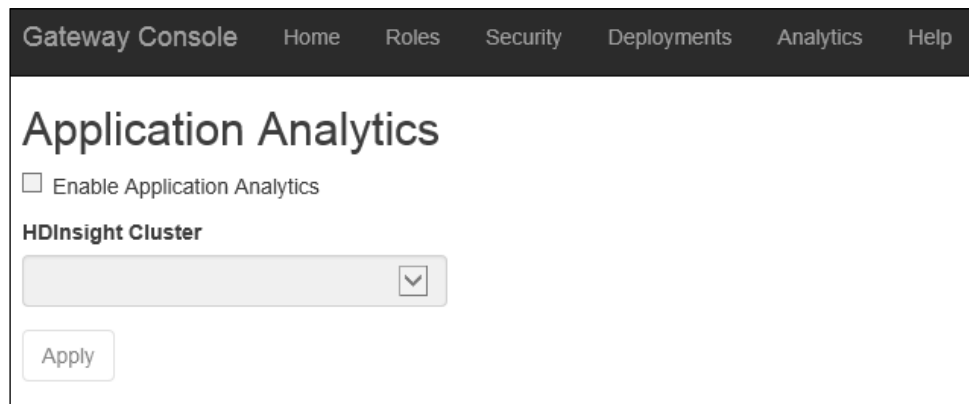 Gateway Console Home Roles Security Deployments Analytics Help
Application Analytics
Enable Application Analytics
HDInsight Cluster
Apply